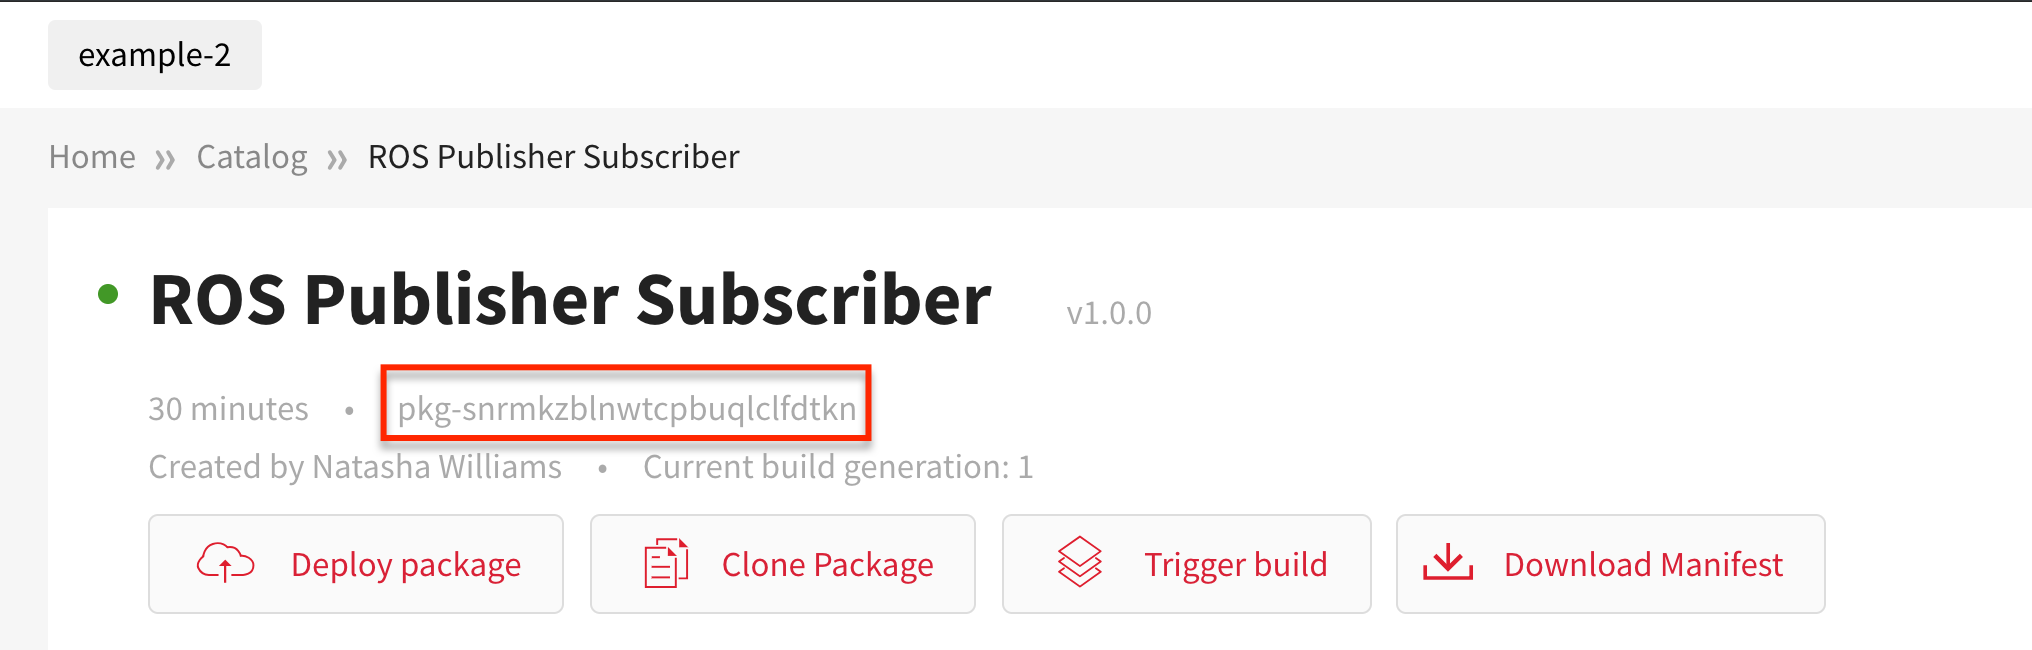 example-2
Home » Catalog » ROS Publisher Subscriber
ROS Publisher Subscriber v1.0.0
30 minutes • pkg-snrmkzblnwtcpbuqlclfdtkn
Created by Natasha Williams • Current build generation: 1
Deploy package Clone Package Trigger build Download Manifest